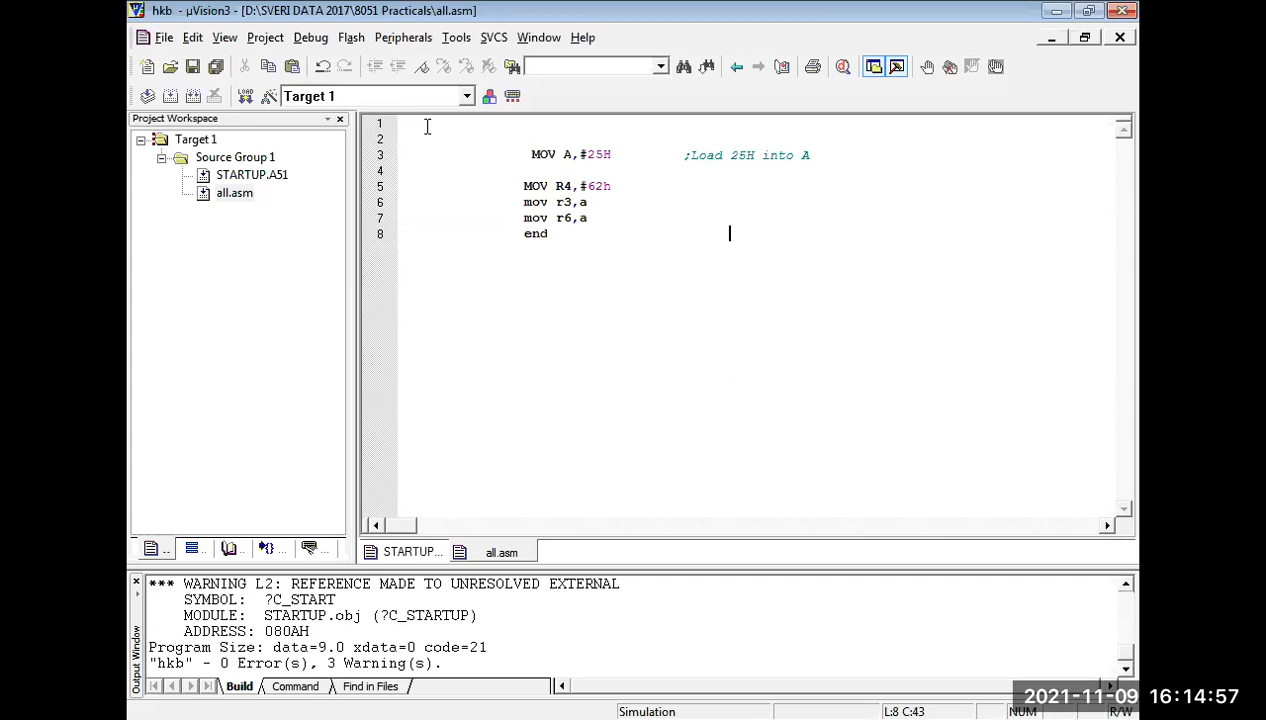 hkb - µVision3 - [D:\SVERI DATA 2017\8051 Practicals\all.asm]
File Edit View Project Debug Flash Peripherals Tools SVCS Window Help
Target 1
Project Workspace
Target 1
Source Group 1
STARTUP.A51
all.asm
1
2
3 MOV A,#25H ;Load 25H into A
4
5 MOV R4,#62h
6 mov r3,a
7 mov r6,a
8 end
STARTUP... all.asm
*** WARNING L2: REFERENCE MADE TO UNRESOLVED EXTERNAL
SYMBOL: ?C_START
MODULE: STARTUP.obj (?C_STARTUP)
ADDRESS: 080AH
Program Size: data=9.0 xdata=0 code=21
"hkb" - 0 Error(s), 3 Warning(s).
Output Window
Build Command Find in Files
2021-11-09 16:14:57
Simulation L:8 C:43 NUM R/W